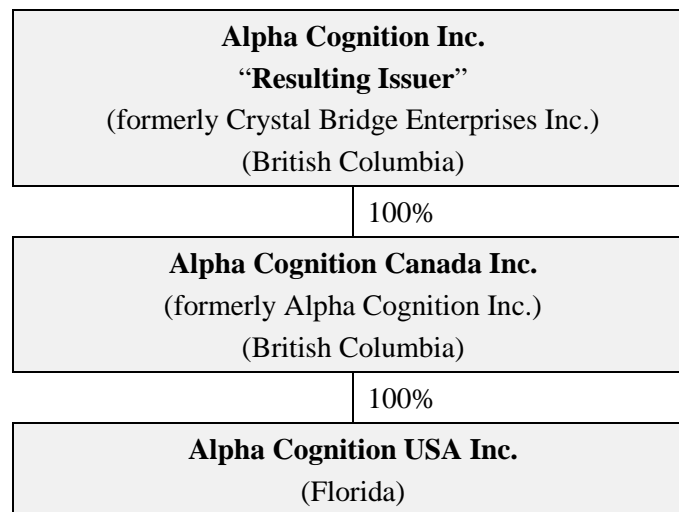 Alpha Cognition Inc.
“Resulting Issuer”
(formerly Crystal Bridge Enterprises Inc.)
(British Columbia)
100%
Alpha Cognition Canada Inc.
(formerly Alpha Cognition Inc.)
(British Columbia)
100%
Alpha Cognition USA Inc.
(Florida)